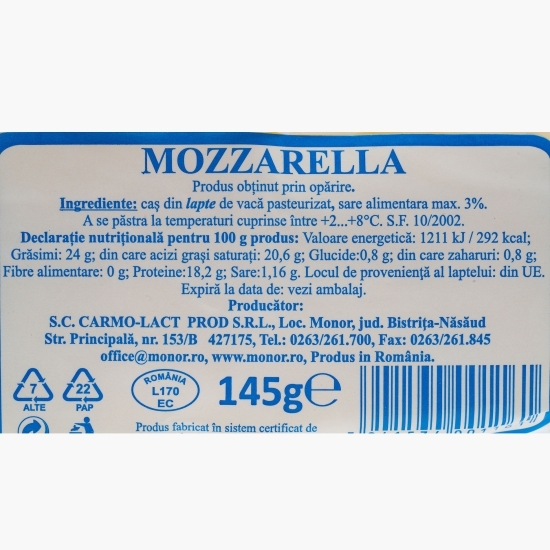 MOZZARELLA
Produs obținut prin opărire.
Ingrediente: caș din lapte de vacă pasteurizat, sare alimentara max. 3%.
A se păstra la temperaturi cuprinse între +2...+8°C. S.F. 10/2002.
Declarație nutrițională pentru 100 g produs: Valoare energetică: 1211 kJ / 292 kcal;
Grăsimi: 24 g; din care acizi grași saturați: 20,6 g; Glucide:0,8 g; din care zaharuri: 0,8 g;
Fibre alimentare: 0 g; Proteine:18,2 g; Sare:1,16 g. Locul de proveniență al laptelui: din UE.
Expiră la data de: vezi ambalaj.
Producător:
S.C. CARMO-LACT PROD S.R.L., Loc. Monor, jud. Bistrița-Năsăud
Str. Principală, nr. 153/B 427175, Tel.: 0263/261.700, Fax: 0263/261.845
office@monor.ro, www.monor.ro, Produs in România.
7
ALTE
22
PAP
ROMÂNIA
L170
EC
145g℮
Produs fabricat în sistem certificat de